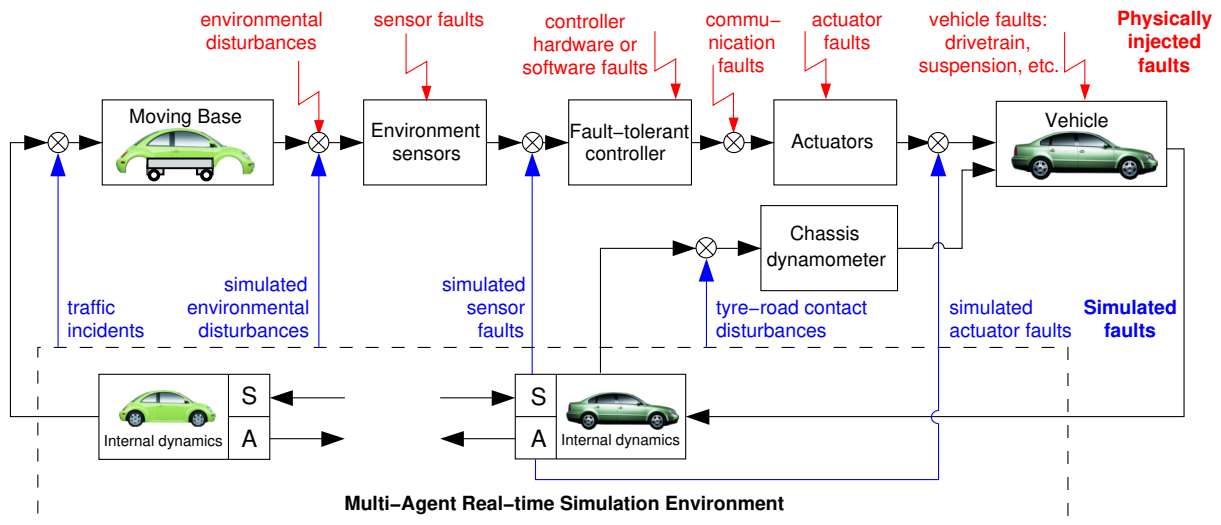 environmental
disturbances
sensor faults
controller
hardware or
software faults
commu−
nication
faults
actuator
faults
vehicle faults:
drivetrain,
suspension, etc.
Physically
injected
faults
Moving Base
Environment
sensors
Fault−tolerant
controller
Actuators
Vehicle
Chassis
dynamometer
traffic
incidents
simulated
environmental
disturbances
simulated
sensor
faults
tyre−road contact
disturbances
simulated
actuator faults
Simulated
faults
Internal dynamics
S
A
S
A
Internal dynamics
Multi−Agent Real−time Simulation Environment